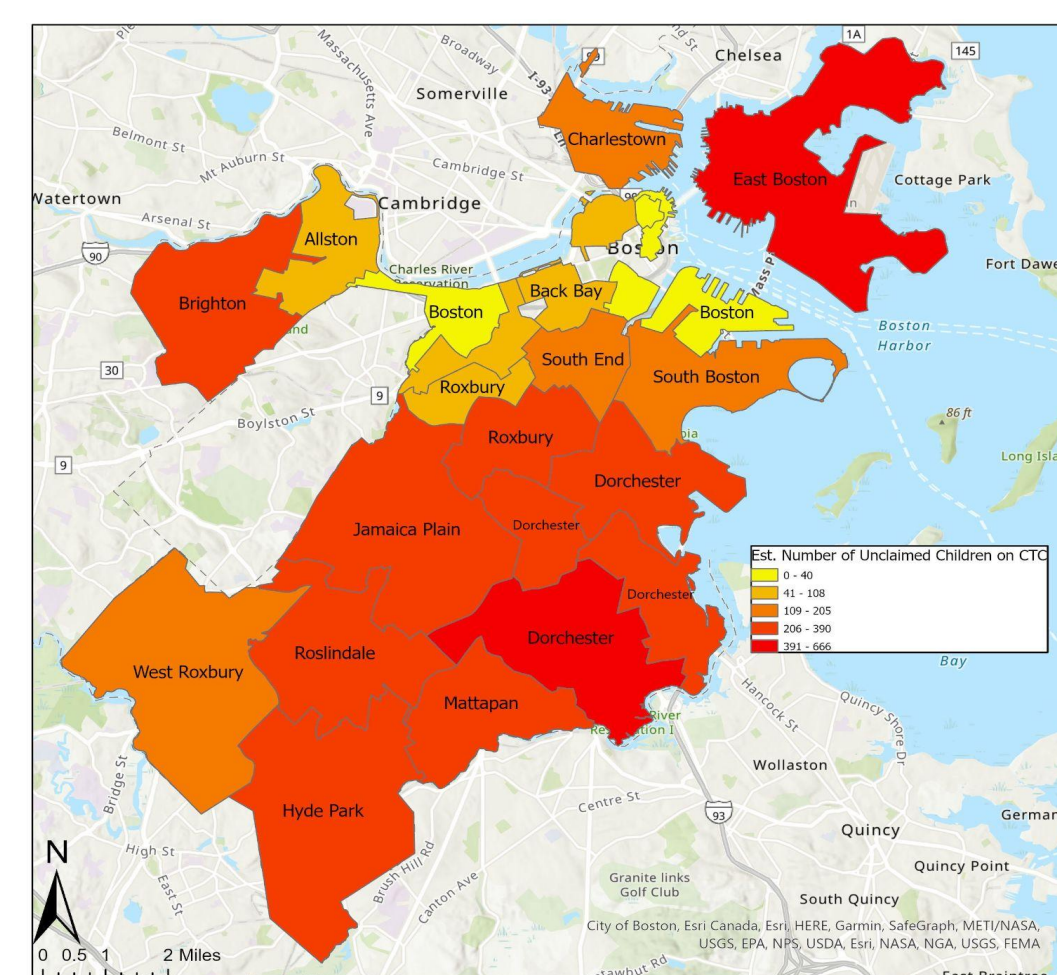 1A
145
Chelsea
Broadway
Massachusetts Ave
I-93
Somerville
Belmont St
Charlestown
Mt Auburn St
Cambridge St
East Boston
Cottage Park
Watertown
Cambridge
Arsenal St
Allston
90
Boston
Charles River
Reservation
Fort Dawe
Back Bay
Brighton
Boston
Boston
Boston
Harbor
South End
30
South Boston
9
Roxbury
Boylston St
86 ft
Roxbury
9
Long Isla
Dorchester
Jamaica Plain
Dorchester
Est. Number of Unclaimed Children on CTC
0 - 40
41 - 108
109 - 205
206 - 390
391 - 666
Dorchester
Dorchester
Roslindale
West Roxbury
Bay
Mattapan
Hancock St
Quincy Shore Dr
River
Bridge St
Wollaston
Centre St
Hyde Park
93
German
Quincy
N
High St
Brush Hill Rd
Quincy Point
East St
Canton Ave
Granite links
Golf Club
South Quincy
City of Boston, Esri Canada, Esri, HERE, Garmin, SafeGraph, METI/NASA,
USGS, EPA, NPS, USDA, Esri, NASA, NGA, USGS, FEMA
0 0.5 1 2 Miles